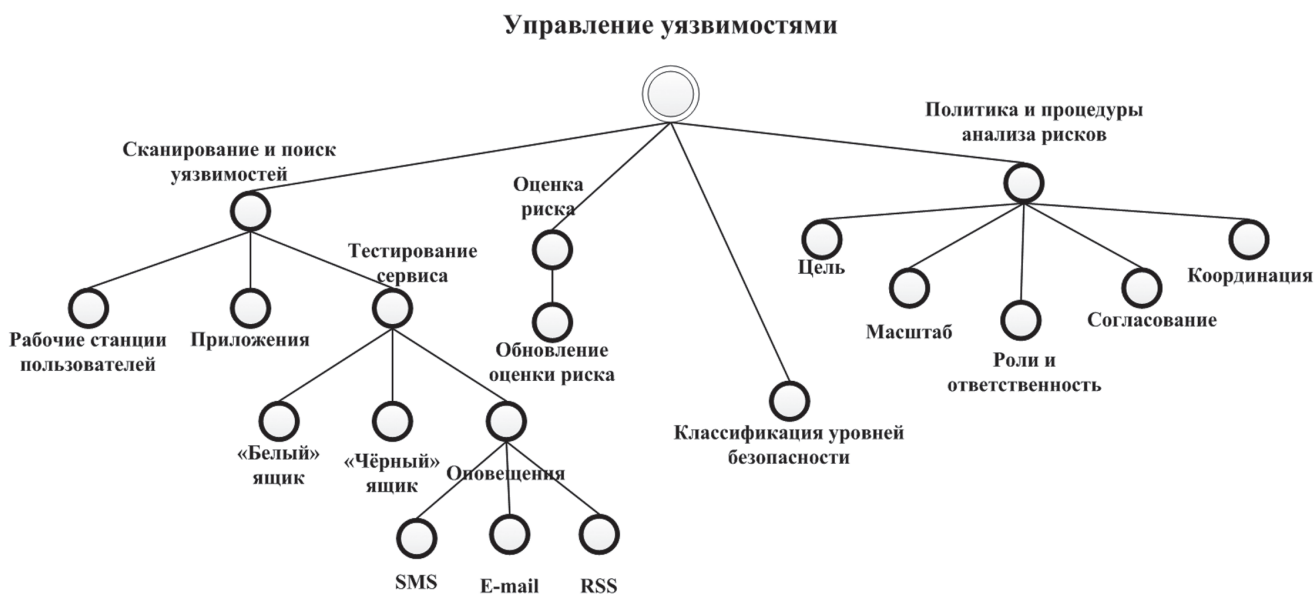 Управление уязвимостями
Политика и процедуры
анализа рисков
Сканирование и поиск
уязвимостей
Оценка
риска
Тестирование
сервиса
Цель
Координация
Масштаб
Согласование
Роли и
ответственность
Рабочие станции
пользователей
Приложения
Обновление
оценки риска
«Белый»
ящик
«Чёрный»
ящик
Оповещения
Классификация уровней
безопасности
SMS
E-mail
RSS